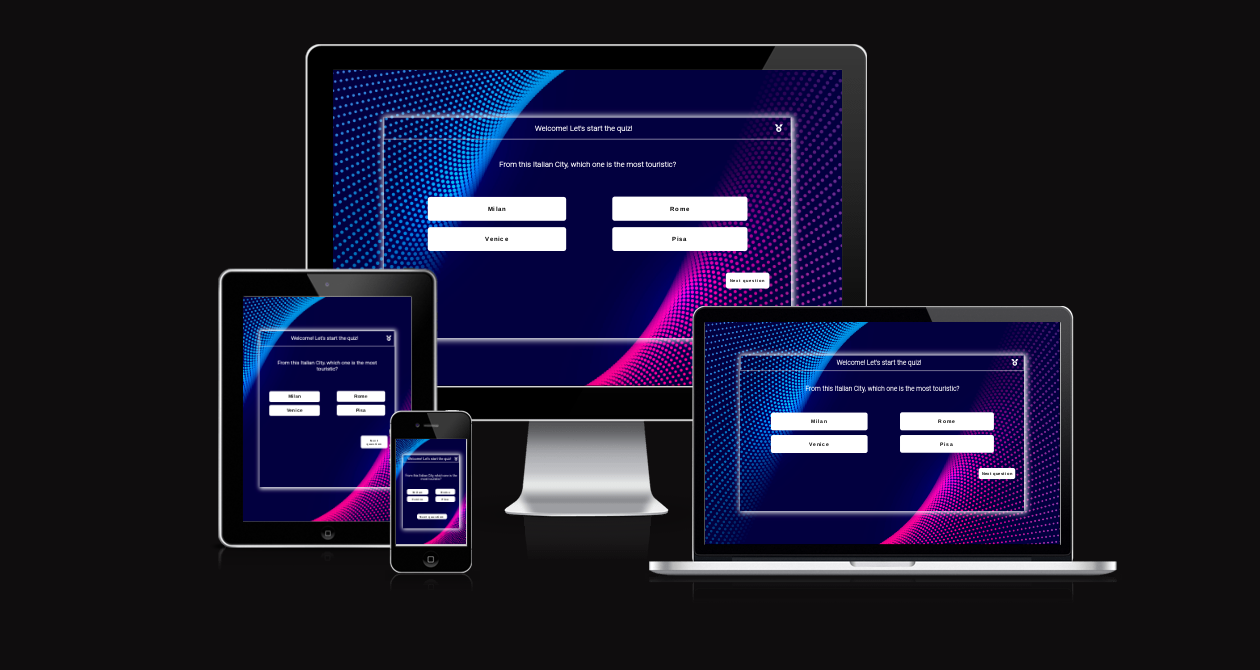 Welcome! Let's start the quiz!
From this Italian City, which one is the most touristic?
Milan
Rome
Venice
Pisa
Next question
Welcome! Let's start the quiz!
From this Italian City, which one is the most
touristic?
Milan
Rome
Venice
Pisa
Next
question
Welcome! Let's start the quiz!
From this Italian City, which one is the
most touristic?
Next question
Welcome! Let's start the quiz!
From this Italian City, which one is the most touristic?
Milan
Rome
Venice
Pisa
Next question